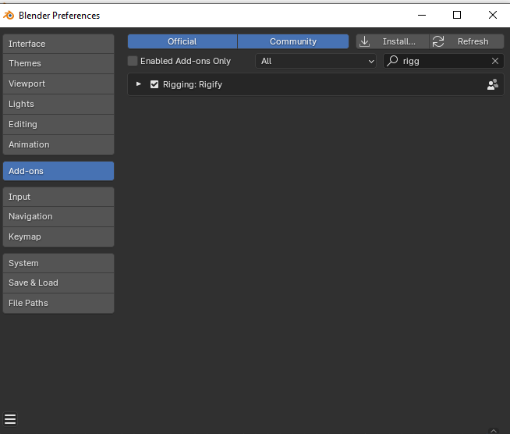 Blender Preferences
Interface
Themes
Viewport
Lights
Editing
Animation
Add-ons
Input
Navigation
Keymap
System
Save & Load
File Paths
Official Community Install... Refresh
Enabled Add-ons Only All rigg
Rigging: Rigify